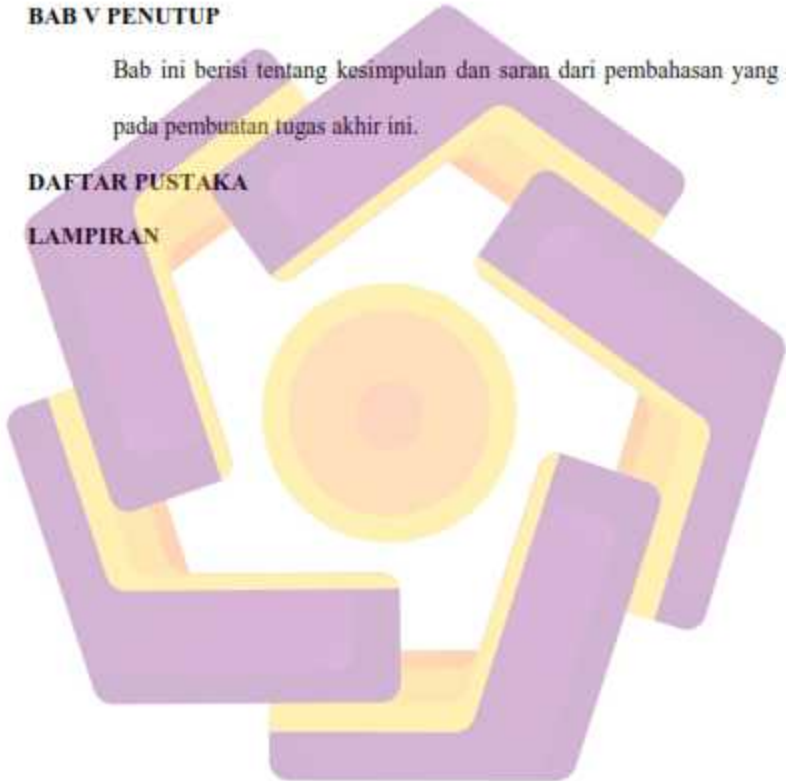 BAB V PENUTUP
Bab ini berisi tentang kesimpulan dan saran dari pembahasan yang
pada pembuatan tugas akhir ini.
DAFTAR PUSTAKA
LAMPIRAN